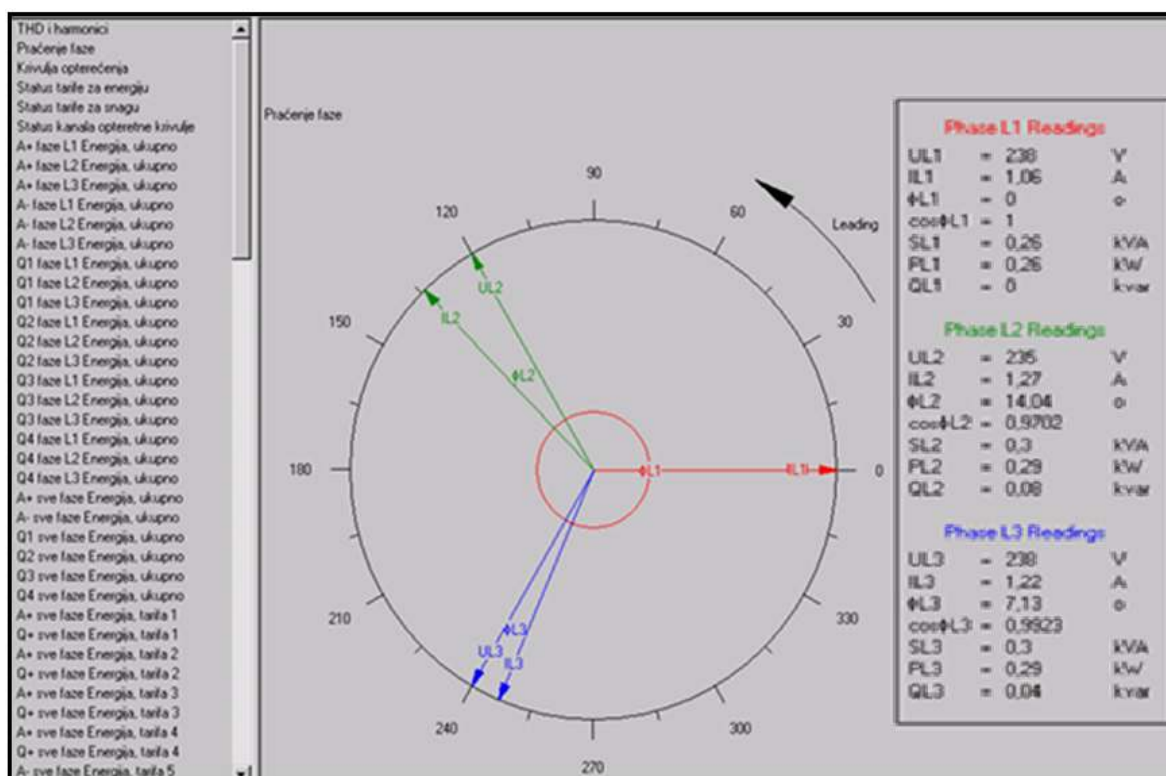 THD i harmonici
Praćenje faze
Krivulja opterećenja
Status tarife za energiju
Status tarife za snagu
Status kanala opteretne krivulje
A+ faze L1 Energija, ukupno
A+ faze L2 Energija, ukupno
A+ faze L3 Energija, ukupno
A- faze L1 Energija, ukupno
A- faze L2 Energija, ukupno
A- faze L3 Energija, ukupno
Q1 faze L1 Energija, ukupno
Q1 faze L2 Energija, ukupno
Q1 faze L3 Energija, ukupno
Q2 faze L1 Energija, ukupno
Q2 faze L2 Energija, ukupno
Q2 faze L3 Energija, ukupno
Q3 faze L1 Energija, ukupno
Q3 faze L2 Energija, ukupno
Q3 faze L3 Energija, ukupno
Q4 faze L1 Energija, ukupno
Q4 faze L2 Energija, ukupno
Q4 faze L3 Energija, ukupno
A+ sve faze Energija, ukupno
A- sve faze Energija, ukupno
Q1 sve faze Energija, ukupno
Q2 sve faze Energija, ukupno
Q3 sve faze Energija, ukupno
Q4 sve faze Energija, ukupno
A+ sve faze Energija, tarifa 1
Q+ sve faze Energija, tarifa 1
A+ sve faze Energija, tarifa 2
Q+ sve faze Energija, tarifa 2
A+ sve faze Energija, tarifa 3
Q+ sve faze Energija, tarifa 3
A+ sve faze Energija, tarifa 4
Q+ sve faze Energija, tarifa 4
A- sve faze Energija, tarifa 5
Praćenje faze
90
120
60
Leading
UL2
IL2
150
30
ϕL2
180
ϕL1
0
210
330
ϕL3
UL3
IL3
240
300
270
Phase L1 Readings
UL1 = 238 V
IL1 = 1,06 A
ϕL1 = 0 o
cosϕL1 = 1
SL1 = 0,26 kVA
PL1 = 0,26 kW
QL1 = 0 kvar
Phase L2 Readings
UL2 = 235 V
IL2 = 1,27 A
ϕL2 = 14,04 o
cosϕL2 = 0,9702
SL2 = 0,3 kVA
PL2 = 0,29 kW
QL2 = 0,08 kvar
Phase L3 Readings
UL3 = 238 V
IL3 = 1,22 A
ϕL3 = 7,13 o
cosϕL3 = 0,9923
SL3 = 0,3 kVA
PL3 = 0,29 kW
QL3 = 0,04 kvar